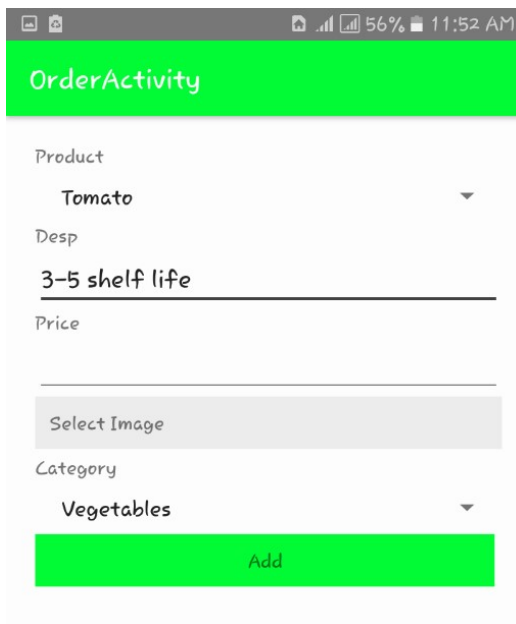 56% 11:52 AM
OrderActivity
Product
Tomato
Desp
3-5 shelf life
Price
Select Image
Category
Vegetables
Add